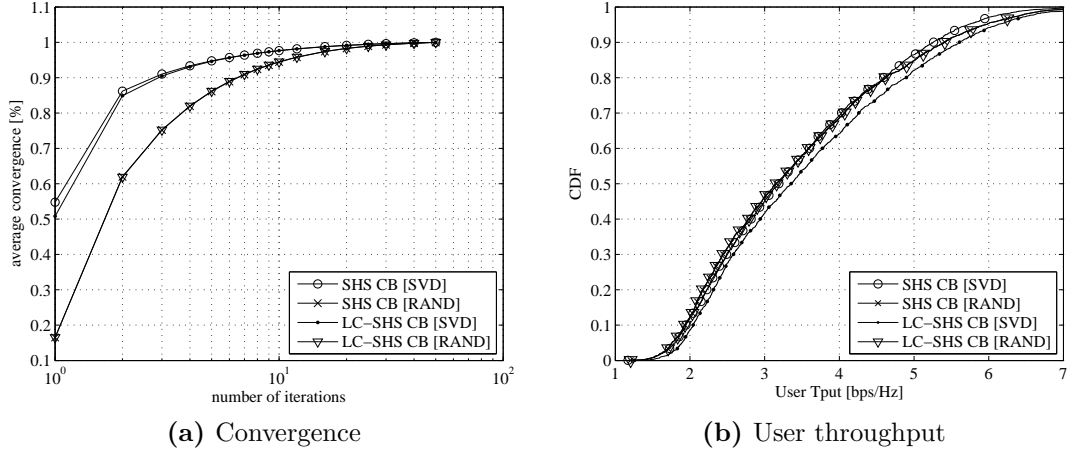 1.1
1
0.9
0.8
0.7
0.6
0.5
0.4
0.3
0.2
0.1
average convergence [%]
10^0
10^1
10^2
number of iterations
SHS CB [SVD]
SHS CB [RAND]
LC−SHS CB [SVD]
LC−SHS CB [RAND]
(a) Convergence
1
0.9
0.8
0.7
0.6
0.5
0.4
0.3
0.2
0.1
0
CDF
1 2 3 4 5 6 7
User Tput [bps/Hz]
SHS CB [SVD]
SHS CB [RAND]
LC−SHS CB [SVD]
LC−SHS CB [RAND]
(b) User throughput